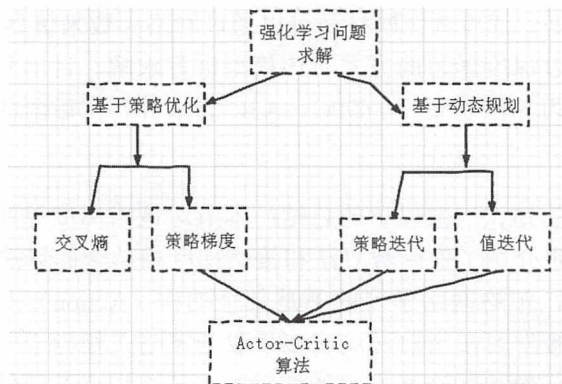 强化学习问题
求解
基于策略优化
基于动态规划
交叉熵
策略梯度
策略迭代
值迭代
Actor-Critic
算法